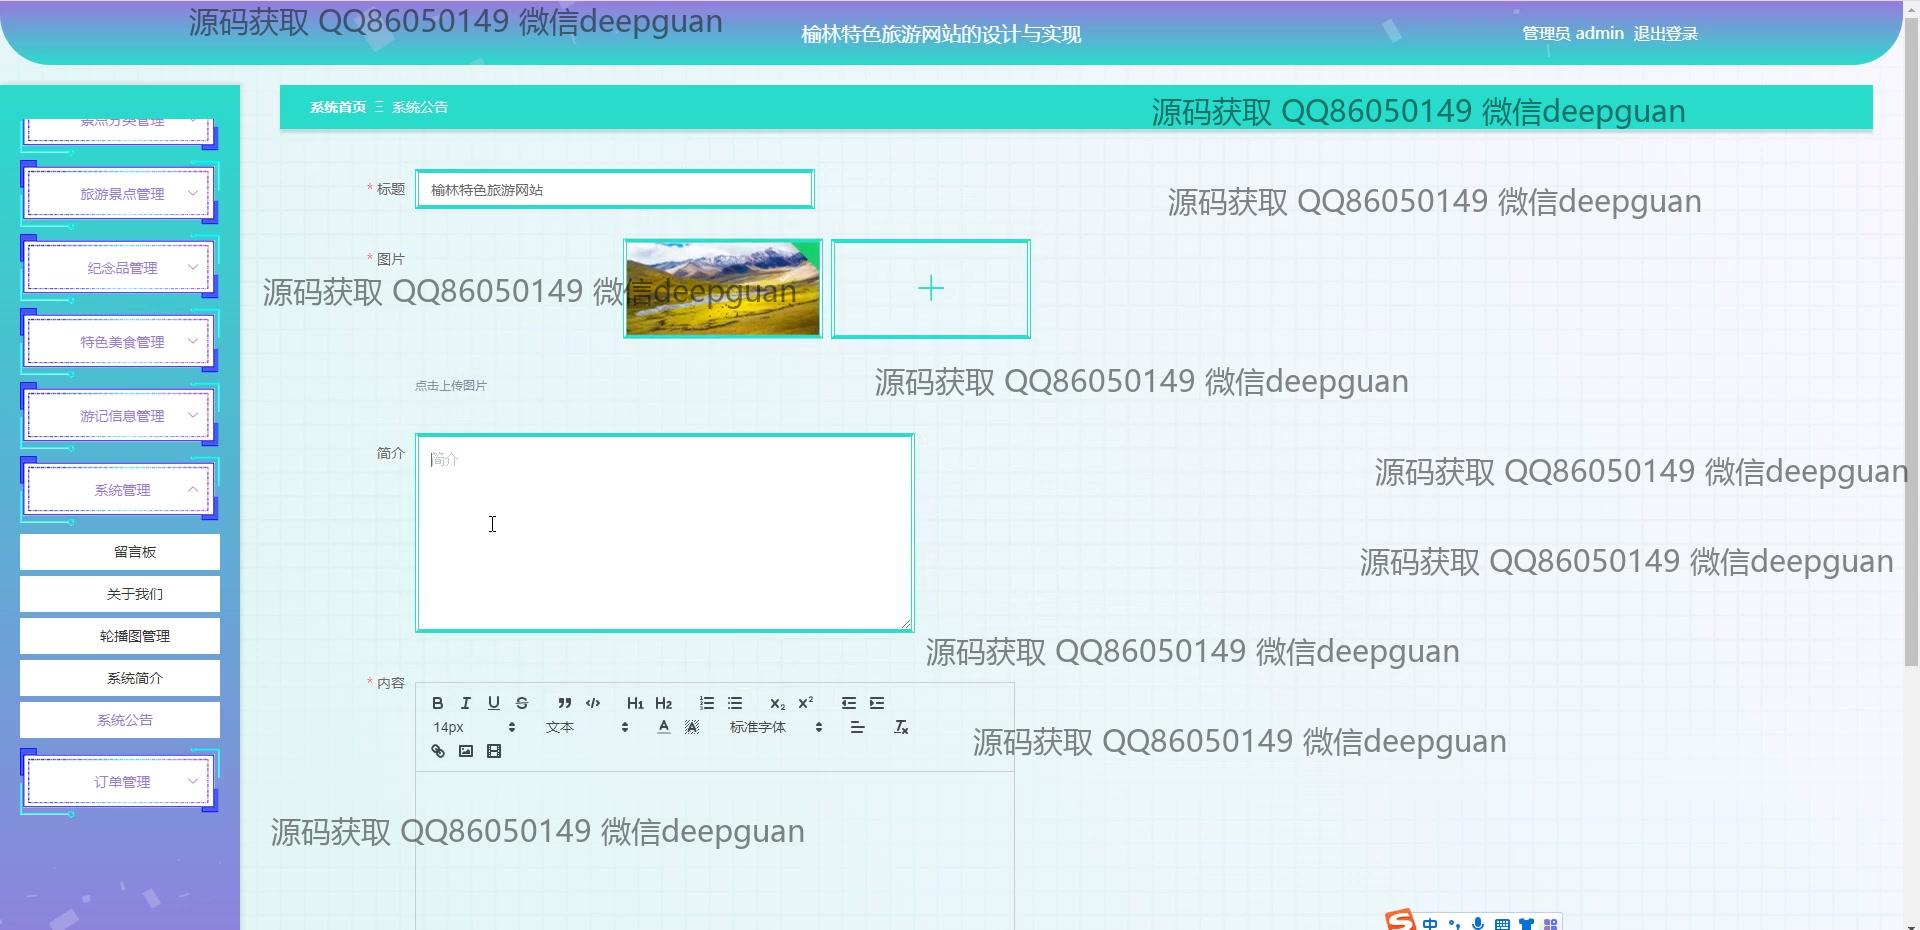 源码获取 QQ86050149 微信deepguan
榆林特色旅游网站的设计与实现
管理员 admin 退出登录
系统首页 Ξ 系统公告
源码获取 QQ86050149 微信deepguan
景点分类管理
旅游景点管理
纪念品管理
特色美食管理
游记信息管理
系统管理
留言板
关于我们
轮播图管理
系统简介
系统公告
订单管理
* 标题 榆林特色旅游网站
源码获取 QQ86050149 微信deepguan
* 图片
源码获取 QQ86050149 微信deepguan
点击上传图片
源码获取 QQ86050149 微信deepguan
简介 简介
源码获取 QQ86050149 微信deepguan
源码获取 QQ86050149 微信deepguan
源码获取 QQ86050149 微信deepguan
* 内容
B I U S ” </> H1 H2 X2 X2
14px 文本 A A 标准字体 Tx
源码获取 QQ86050149 微信deepguan
源码获取 QQ86050149 微信deepguan
S 中